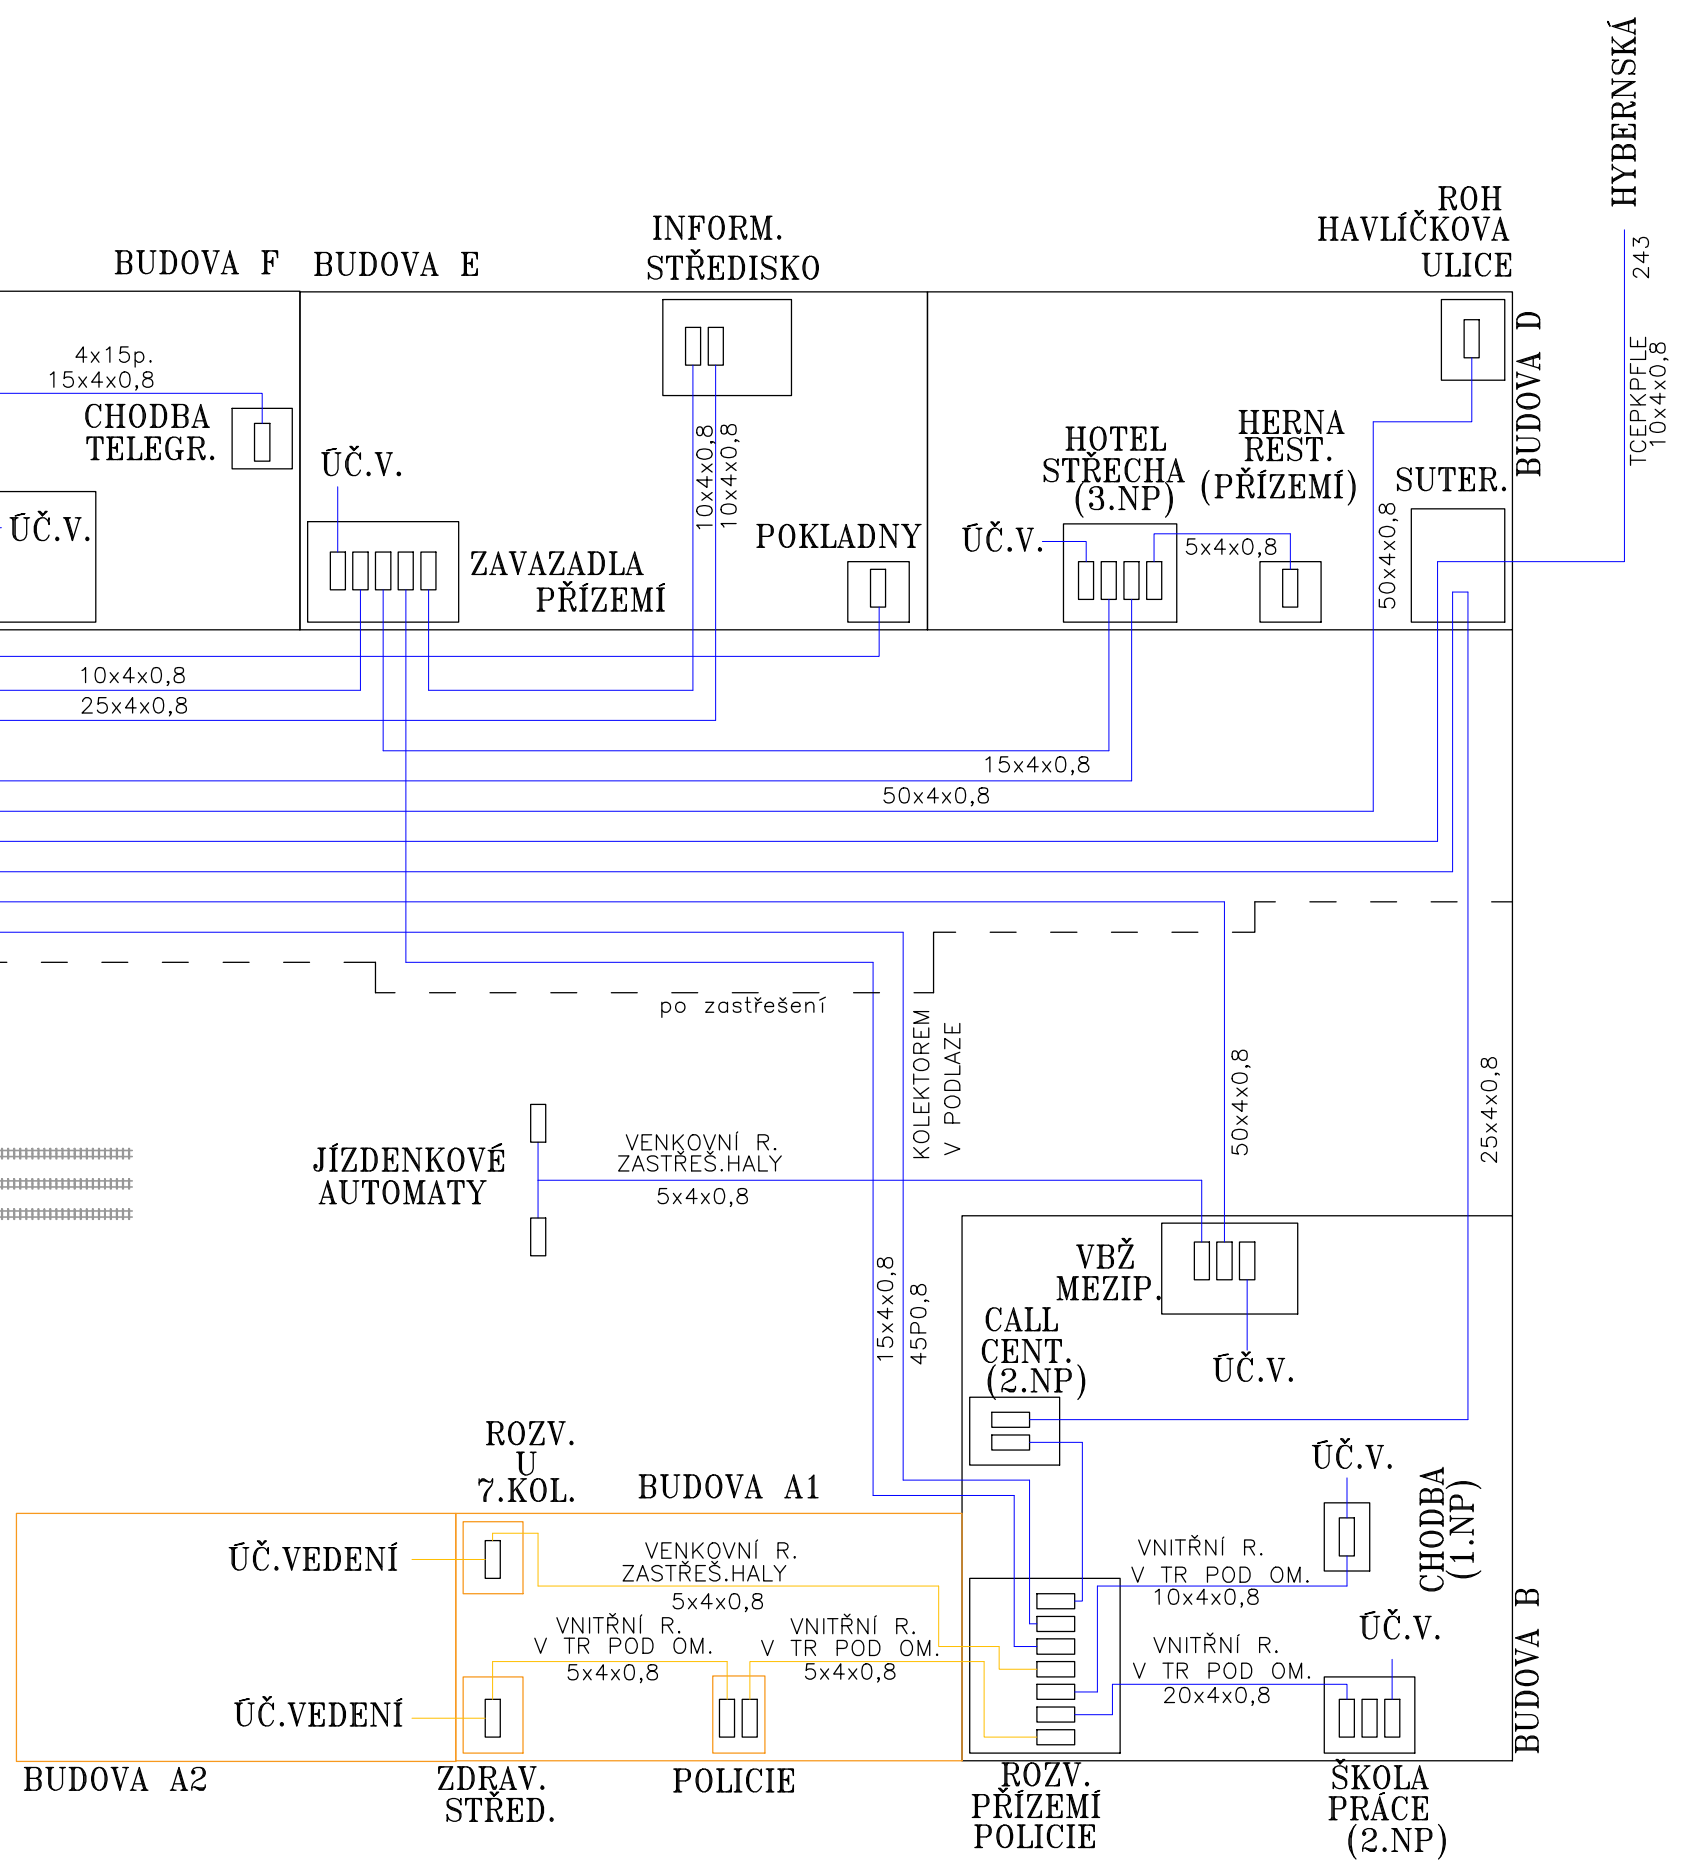 HYBERNSKÁ
243
TCEPKPFLE
10x4x0,8
ROH
HAVLÍČKOVA
ULICE
BUDOVA D
INFORM.
STŘEDISKO
BUDOVA F
BUDOVA E
4x15p.
15x4x0,8
CHODBA
TELEGR.
ÚČ.V.
ÚČ.V.
ZAVAZADLA
PŘÍZEMÍ
10x4x0,8
10x4x0,8
POKLADNY
HOTEL
STŘECHA
(3.NP)
ÚČ.V.
5x4x0,8
HERNA
REST.
(PŘÍZEMÍ)
SUTER.
50x4x0,8
10x4x0,8
25x4x0,8
15x4x0,8
50x4x0,8
po zastřešení
KOLEKTOREM
V PODLAZE
50x4x0,8
25x4x0,8
JÍZDENKOVÉ
AUTOMATY
VENKOVNÍ R.
ZASTŘEŠ.HALY
5x4x0,8
15x4x0,8
45P0,8
VBŽ
MEZIP.
ÚČ.V.
CALL
CENT.
(2.NP)
ROZV.
U
7.KOL.
BUDOVA A1
ÚČ.V.
CHODBA
(1.NP)
ÚČ.VEDENÍ
VENKOVNÍ R.
ZASTŘEŠ.HALY
5x4x0,8
VNITŘNÍ R.
V TR POD OM.
10x4x0,8
VNITŘNÍ R.
V TR POD OM.
5x4x0,8
VNITŘNÍ R.
V TR POD OM.
5x4x0,8
VNITŘNÍ R.
V TR POD OM.
20x4x0,8
ÚČ.V.
BUDOVA B
ÚČ.VEDENÍ
BUDOVA A2
ZDRAV.
STŘED.
POLICIE
ROZV.
PŘÍZEMÍ
POLICIE
ŠKOLA
PRÁCE
(2.NP)